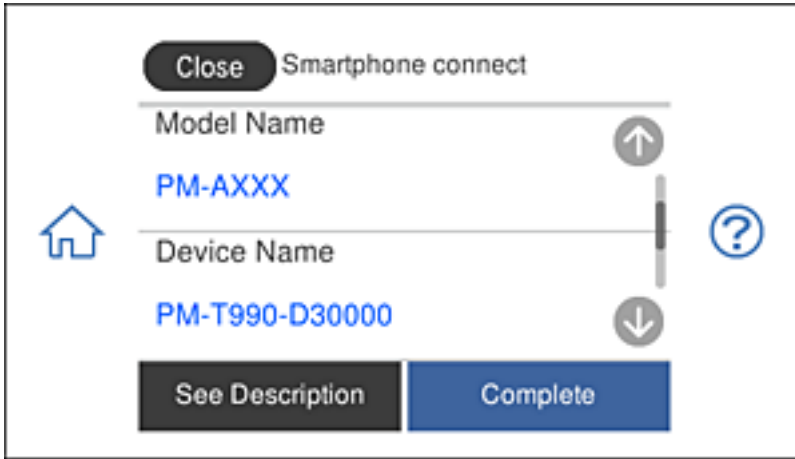 Close Smartphone connect
Model Name
PM-AXXX
Device Name
PM-T990-D30000
See Description Complete
?